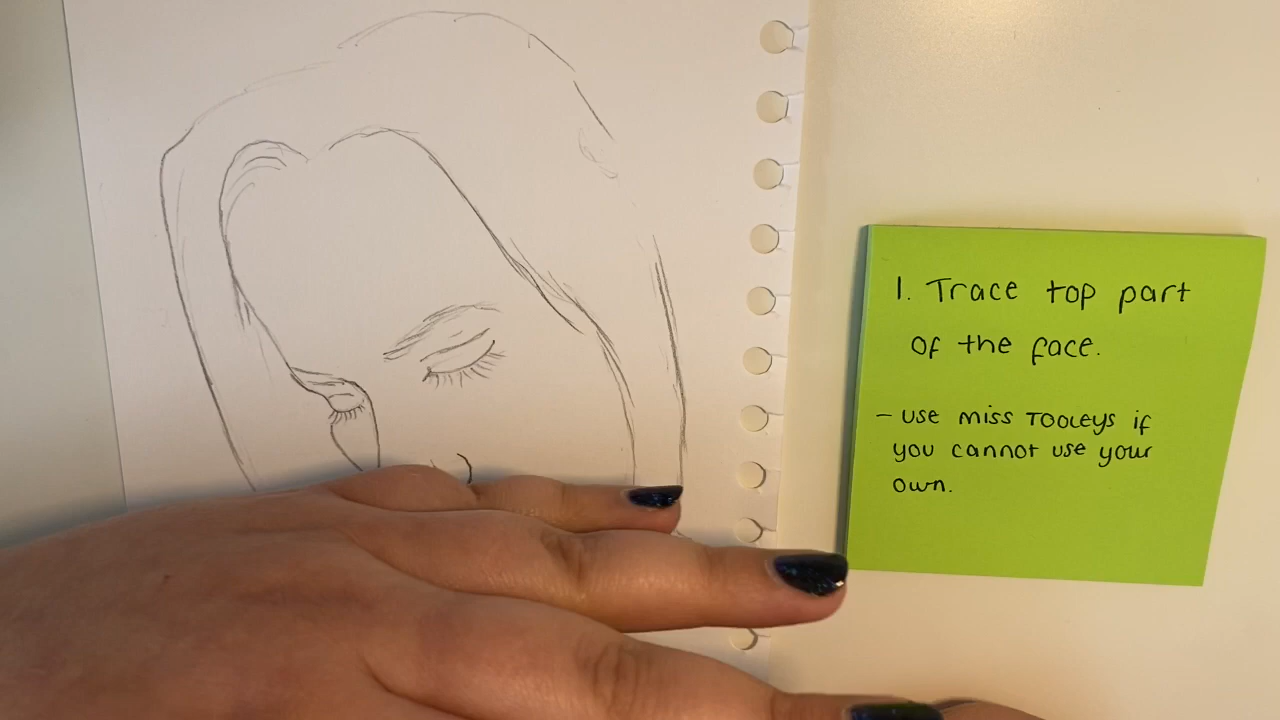 1. Trace top part
of the face.
- use miss TOOLEYS if
you cannot use your
own.